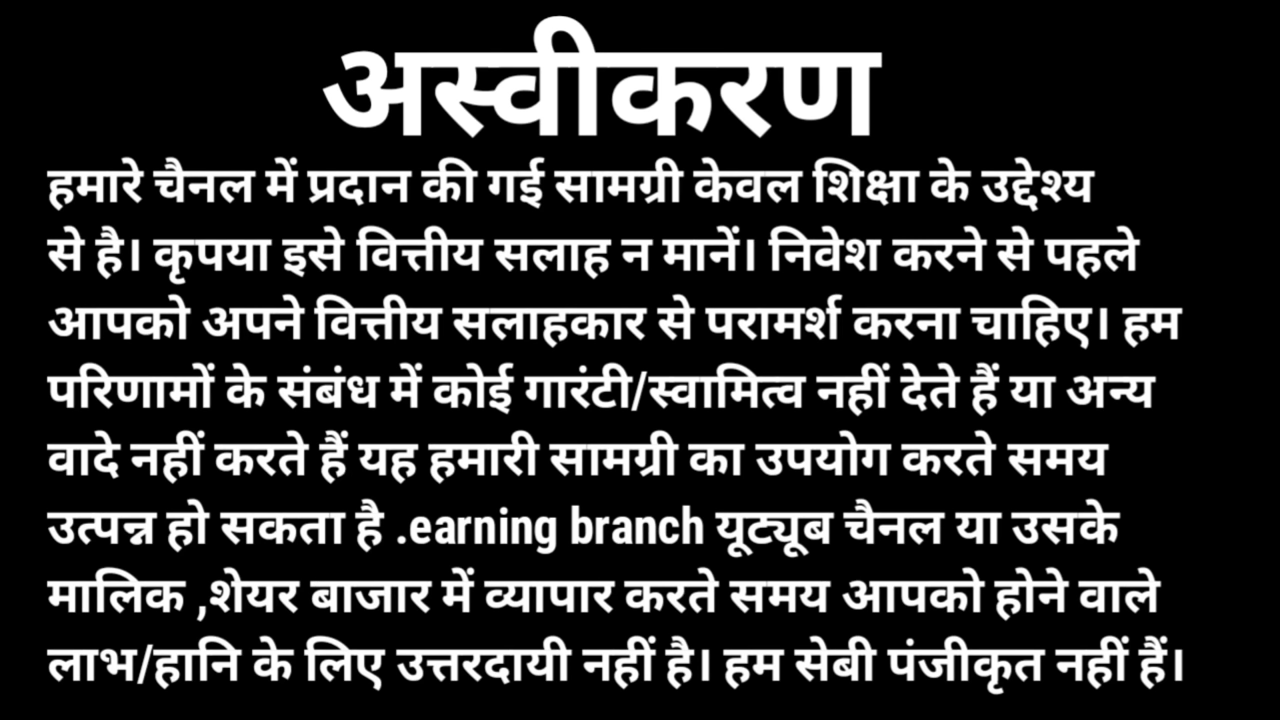 अस्वीकरण
हमारे चैनल में प्रदान की गई सामग्री केवल शिक्षा के उद्देश्य
से है। कृपया इसे वित्तीय सलाह न मानें। निवेश करने से पहले
आपको अपने वित्तीय सलाहकार से परामर्श करना चाहिए। हम
परिणामों के संबंध में कोई गारंटी/स्वामित्व नहीं देते हैं या अन्य
वादे नहीं करते हैं यह हमारी सामग्री का उपयोग करते समय
उत्पन्न हो सकता है .earning branch यूट्यूब चैनल या उसके
मालिक ,शेयर बाजार में व्यापार करते समय आपको होने वाले
लाभ/हानि के लिए उत्तरदायी नहीं है। हम सेबी पंजीकृत नहीं हैं।